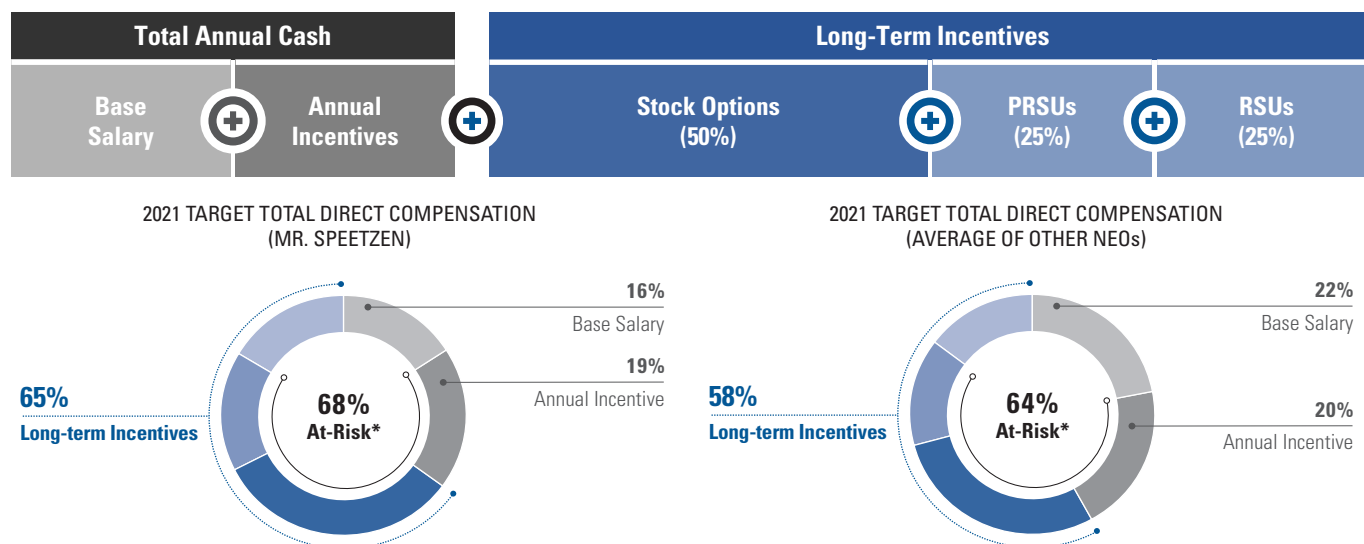 Total Annual Cash
Long-Term Incentives
Base
Salary
Annual
Incentives
Stock Options
(50%)
PRSUs
(25%)
RSUs
(25%)
2021 TARGET TOTAL DIRECT COMPENSATION
(MR. SPEETZEN)
16%
Base Salary
19%
Annual Incentive
65%
Long-term Incentives
68%
At-Risk*
2021 TARGET TOTAL DIRECT COMPENSATION
(AVERAGE OF OTHER NEOs)
22%
Base Salary
20%
Annual Incentive
58%
Long-term Incentives
64%
At-Risk*